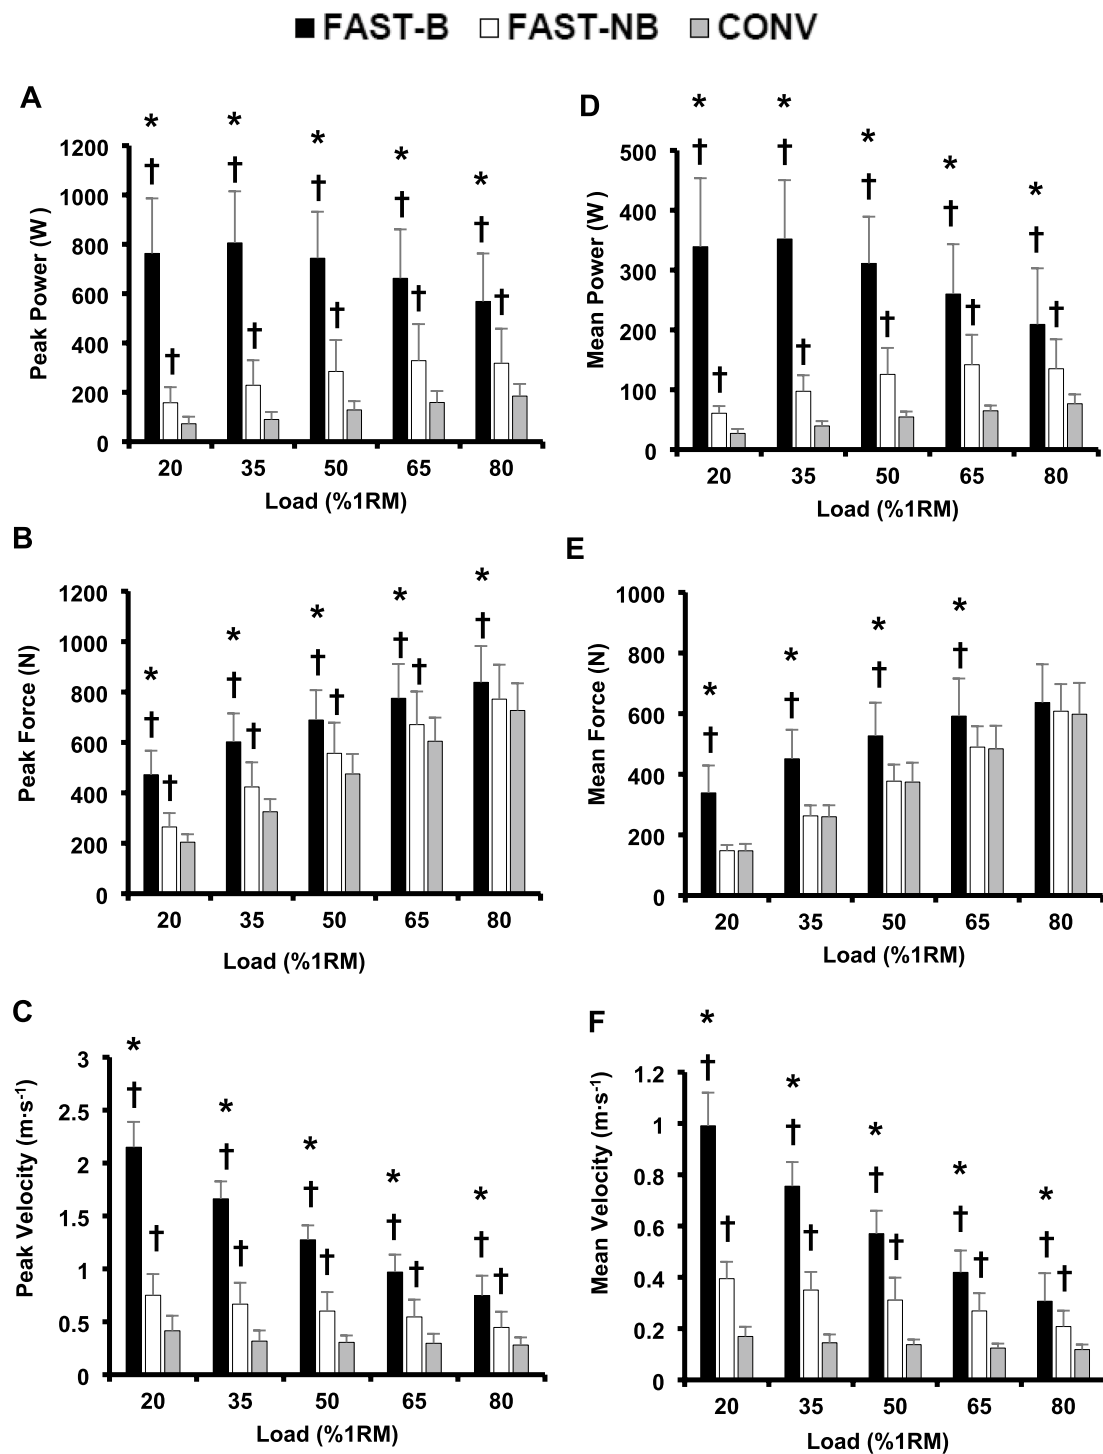 FAST-B FAST-NB CONV
A
* * * * *
† † † † †
† † † † †
Peak Power (W)
1200
1000
800
600
400
200
0
20 35 50 65 80
Load (%1RM)
D
* * * * *
† † † † †
† † † † †
Mean Power (W)
500
400
300
200
100
0
20 35 50 65 80
Load (%1RM)
B
* * * * *
† † † † †
† † † †
Peak Force (N)
1200
1000
800
600
400
200
0
20 35 50 65 80
Load (%1RM)
E
* * * *
† † † †
Mean Force (N)
1000
800
600
400
200
0
20 35 50 65 80
Load (%1RM)
C
* * * * *
† † † † †
† † † † †
Peak Velocity (m·s⁻¹)
3
2.5
2
1.5
1
0.5
0
20 35 50 65 80
Load (%1RM)
F
* * * * *
† † † † †
† † † † †
Mean Velocity (m·s⁻¹)
1.2
1
0.8
0.6
0.4
0.2
0
20 35 50 65 80
Load (%1RM)